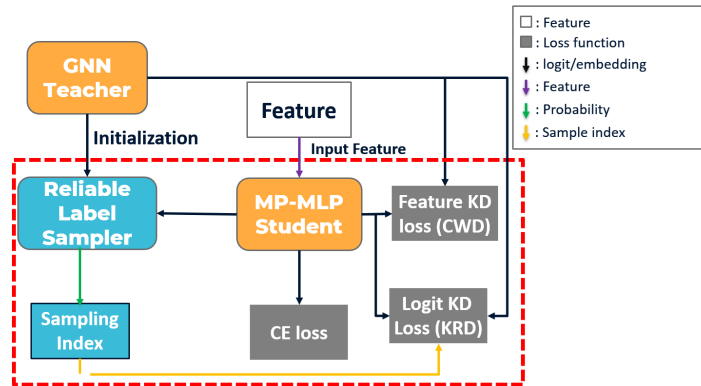 GNN
Teacher
Feature
Initialization
Input Feature
Reliable
Label
Sampler
MP-MLP
Student
Feature KD
loss (CWD)
Sampling
Index
CE loss
Logit KD
Loss (KRD)
: Feature
: Loss function
: logit/embedding
: Feature
: Probability
: Sample index